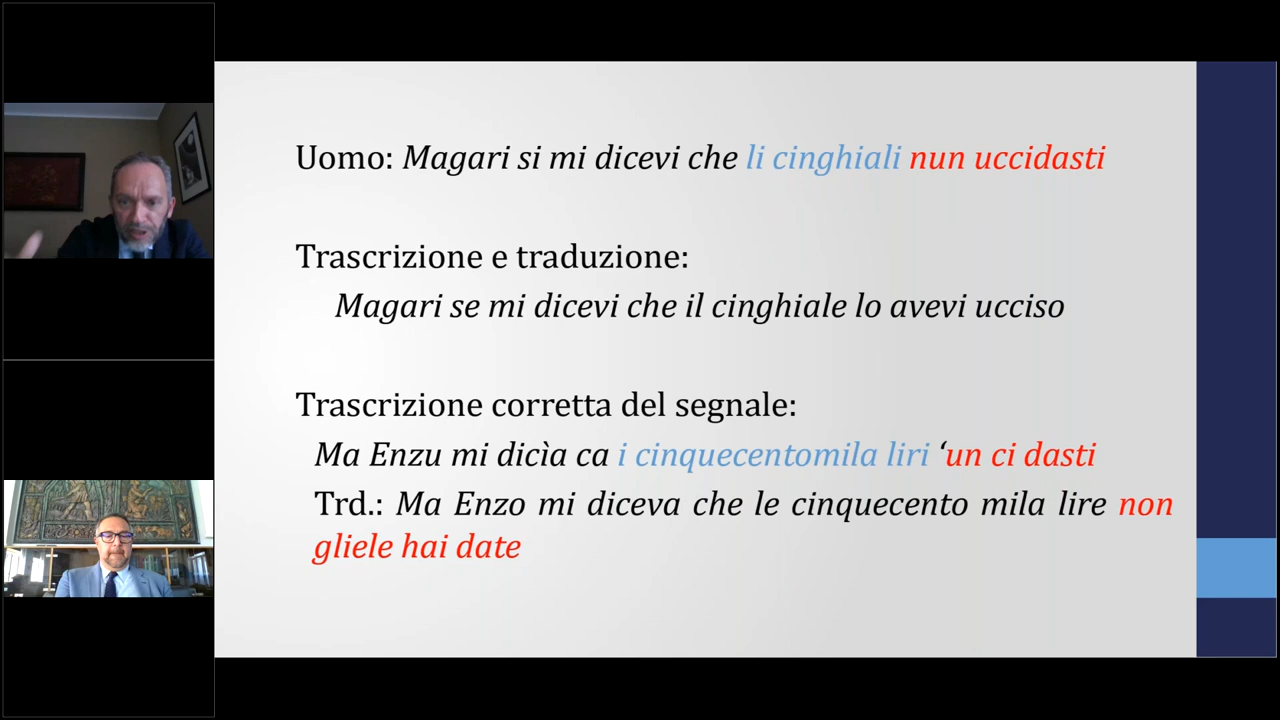 Uomo: Magari si mi dicevi che li cinghiali nun uccidasti
Trascrizione e traduzione:
Magari se mi dicevi che il cinghiale lo avevi ucciso
Trascrizione corretta del segnale:
Ma Enzu mi dicìa ca i cinquecentomila liri ‘un ci dasti
Trd.: Ma Enzo mi diceva che le cinquecento mila lire non
gliele hai date